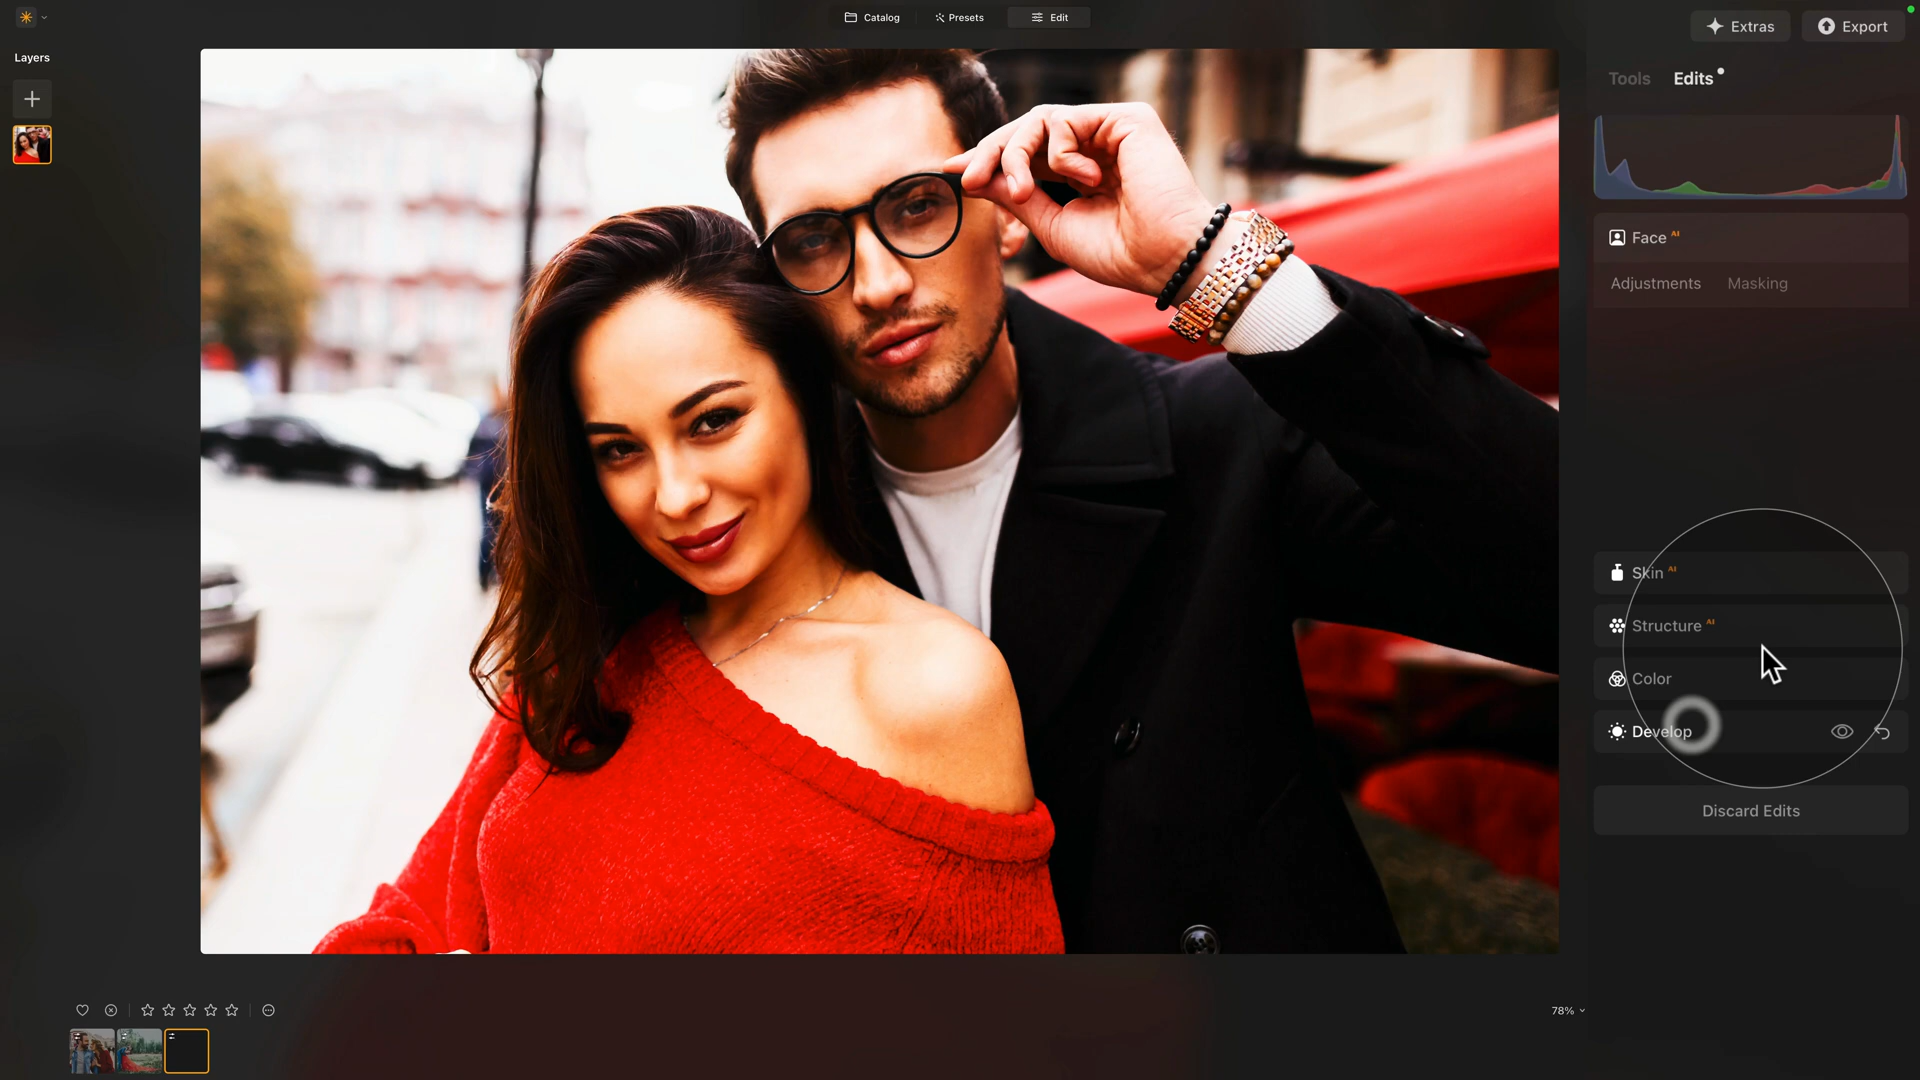 Catalog
Presets
Edit
Extras
Export
Layers
Tools
Edits
Face AI
Adjustments
Masking
Skin AI
Structure AI
Color
Develop
Discard Edits
78%